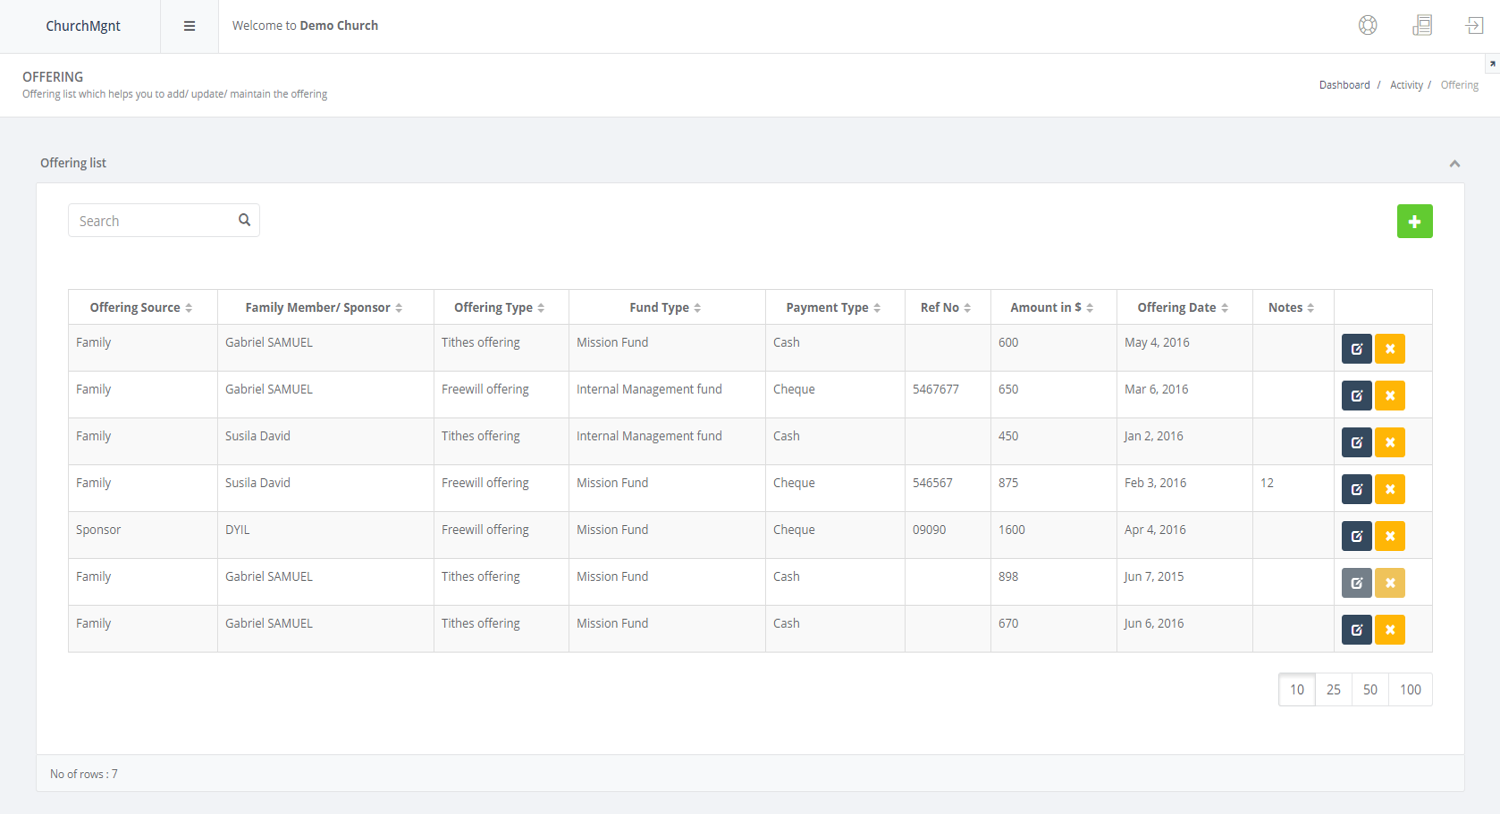 ChurchMgnt Welcome to Demo Church
OFFERING
Offering list which helps you to add/ update/ maintain the offering
Dashboard / Activity / Offering
Offering list
Search
Offering Source Family Member/ Sponsor Offering Type Fund Type Payment Type Ref No Amount in $ Offering Date Notes
Family Gabriel SAMUEL Tithes offering Mission Fund Cash 600 May 4, 2016
Family Gabriel SAMUEL Freewill offering Internal Management fund Cheque 5467677 650 Mar 6, 2016
Family Susila David Tithes offering Internal Management fund Cash 450 Jan 2, 2016
Family Susila David Freewill offering Mission Fund Cheque 546567 875 Feb 3, 2016 12
Sponsor DYIL Freewill offering Mission Fund Cheque 09090 1600 Apr 4, 2016
Family Gabriel SAMUEL Tithes offering Mission Fund Cash 898 Jun 7, 2015
Family Gabriel SAMUEL Tithes offering Mission Fund Cash 670 Jun 6, 2016
10 25 50 100
No of rows : 7